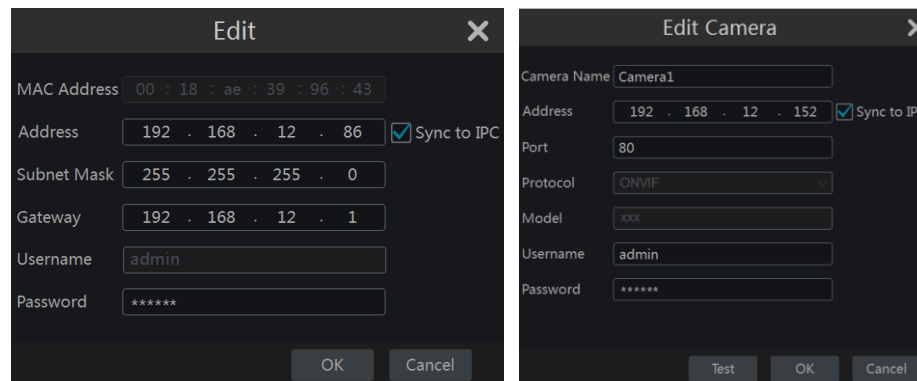 Edit
MAC Address 00 : 18 : ae : 39 : 96 : 43
Address 192 . 168 . 12 . 86 Sync to IPC
Subnet Mask 255 . 255 . 255 . 0
Gateway 192 . 168 . 12 . 1
Username admin
Password ******
OK Cancel
Edit Camera
Camera Name Camera1
Address 192 . 168 . 12 . 152 Sync to IP
Port 80
Protocol ONVIF
Model xxx
Username admin
Password ******
Test OK Cancel